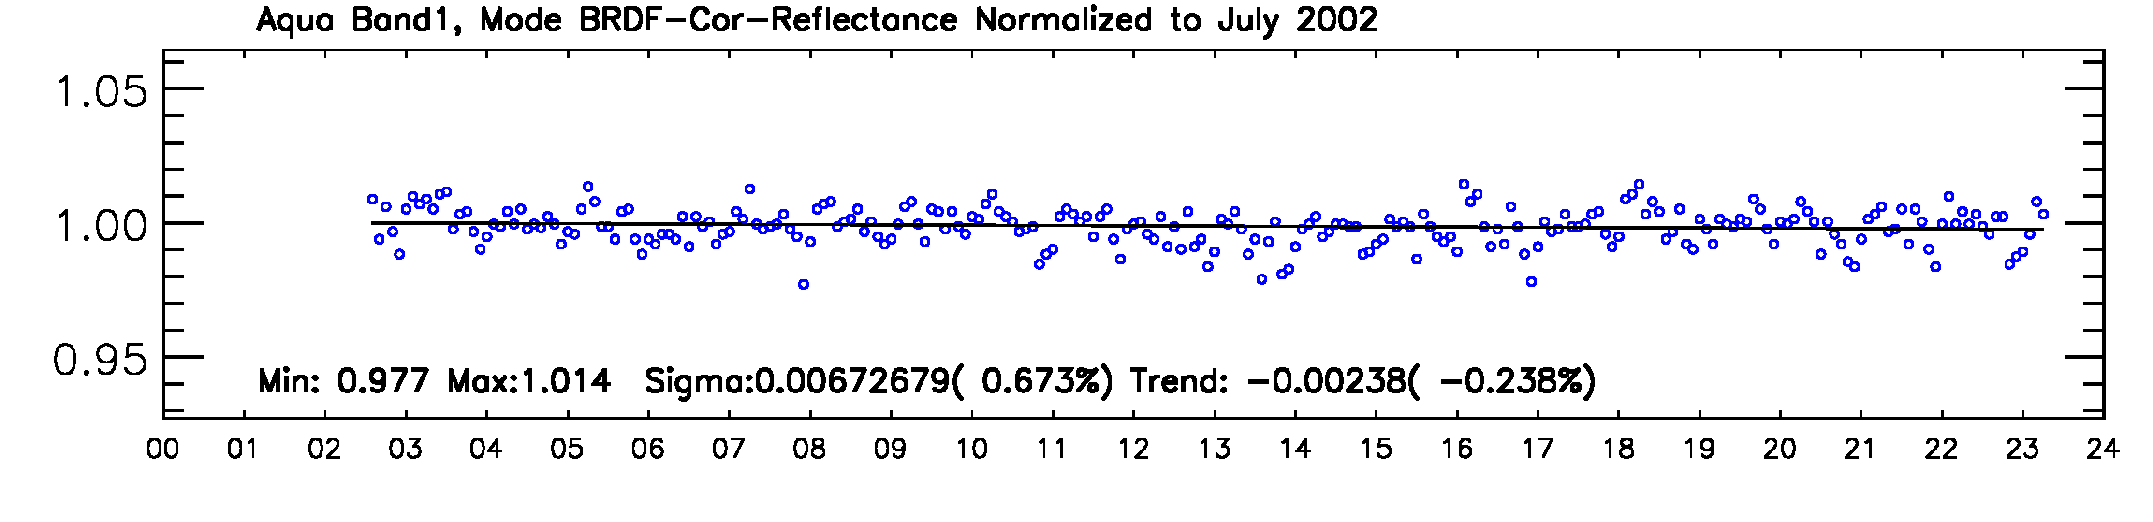 Aqua Band1, Mode BRDF-Cor-Reflectance Normalized to July 2002
1.05
1.00
0.95
Min: 0.977 Max:1.014 Sigma:0.00672679( 0.673%) Trend: -0.00238( -0.238%)
00 01 02 03 04 05 06 07 08 09 10 11 12 13 14 15 16 17 18 19 20 21 22 23 24